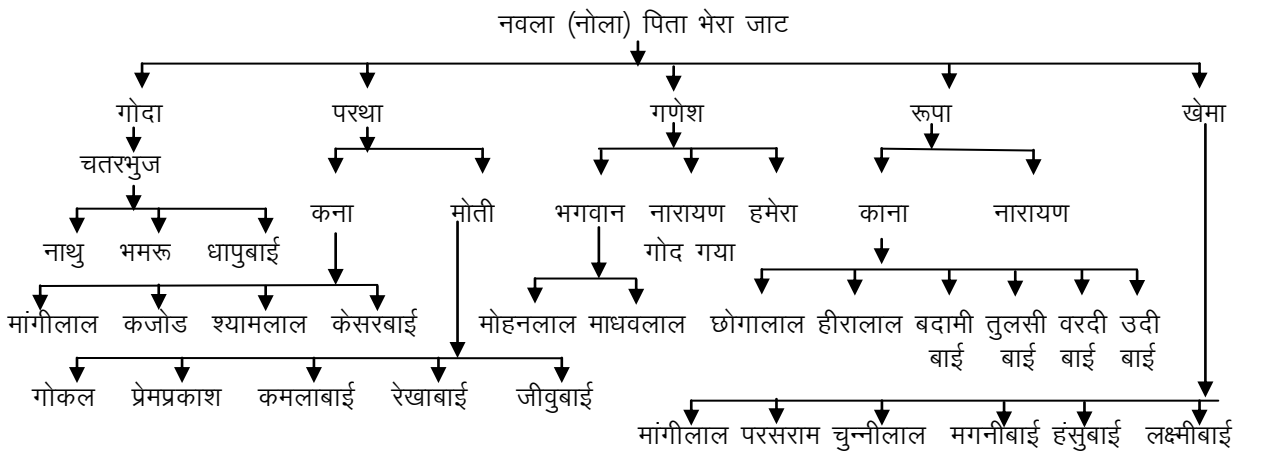 नवला (नोला) पिता भेरा जाट
गोदा परथा गणेश रूपा खेमा
चतरभुज
कना मोती भगवान नारायण हमेरा काना नारायण
नाथु भमरू धापुबाई गोद गया
मांगीलाल कजोड श्यामलाल केसरबाई मोहनलाल माधवलाल छोगालाल हीरालाल बदामी तुलसी वरदी उदी
बाई बाई बाई बाई
गोकल प्रेमप्रकाश कमलाबाई रेखाबाई जीवुबाई
मांगीलाल परसराम चुन्नीलाल मगनीबाई हंसुबाई लक्ष्मीबाई